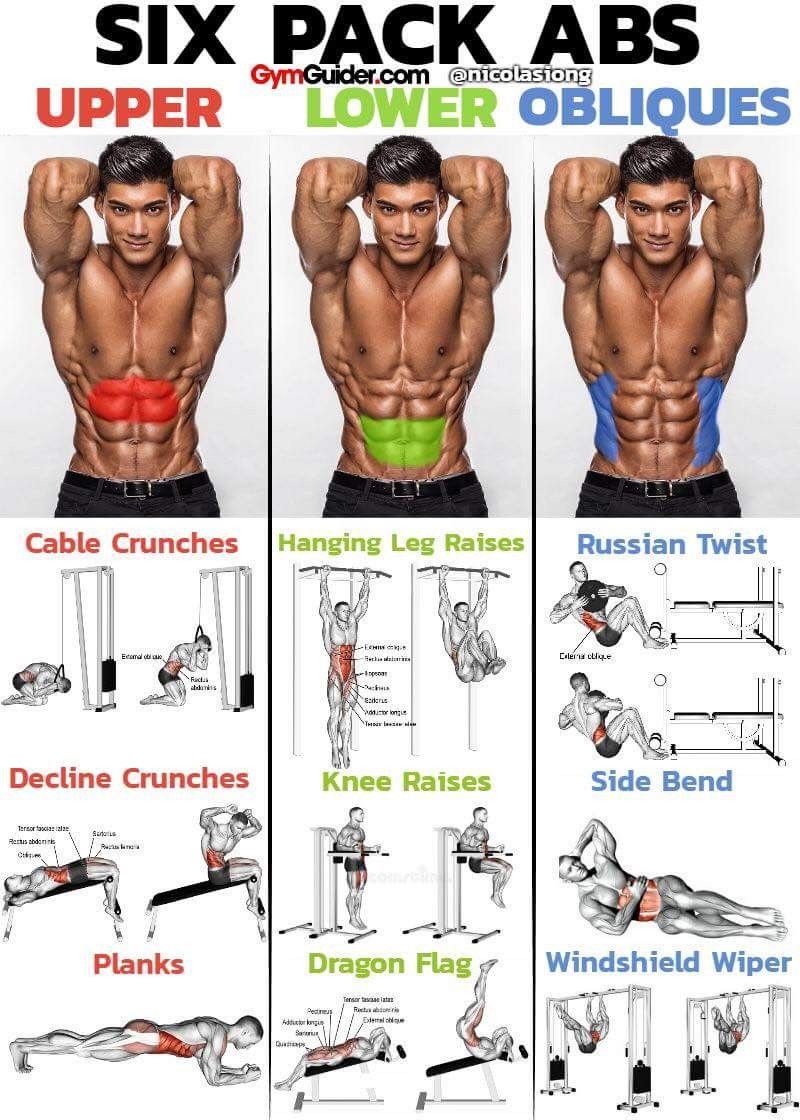 SIX PACK ABS
GymGuider.com @nicolasiong
UPPER LOWER OBLIQUES
Cable Crunches
External oblique
Rectus
abdominis
Decline Crunches
Tensor fasciae latae
Sartorius
Rectus abdominis
Rectus femoris
Obliques
Planks
Hanging Leg Raises
External oblique
Rectus abdominis
Iliopsoas
Pectineus
Sartorius
Adductor longus
Tensor fasciae latae
Knee Raises
Dragon Flag
Tensor fasciae latae
Pectineus
Rectus abdominis
Adductor longus
External oblique
Sartorius
Quadriceps
Russian Twist
External oblique
Side Bend
Windshield Wiper